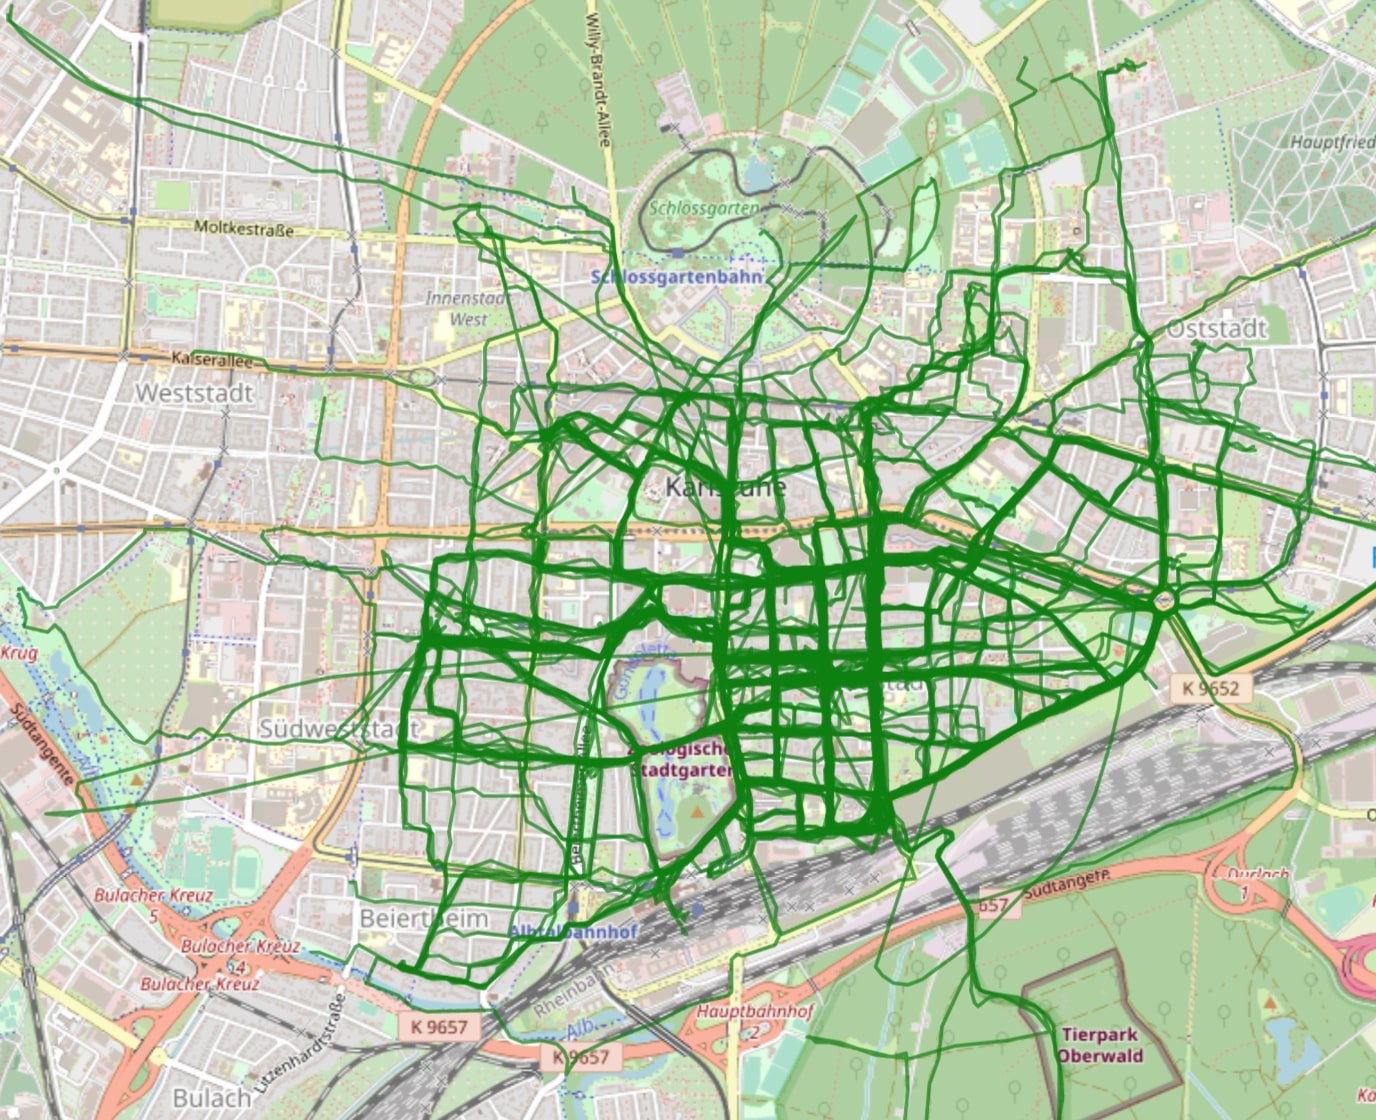 Willy-Brandt-Allee
Hauptfried
Schlossgarten
Moltkestraße
Schlossgartenbahn
Innenstadt
West
Oststadt
Kaiserallee
Weststadt
Karlsruhe
Krug
K 9652
Südtangente
Südweststadt
Zoologischer
Stadtgarten
Bulacher Kreuz
5
Durlach
1
Südtangente
657
Beiertheim
Albtalbahnhof
Bulacher Kreuz
4
Bulacher Kreuz
Rheinbahn
Hauptbahnhof
2
K 9657
Alb
Litzenhardtstraße
K 9657
Tierpark
Oberwald
Bulach